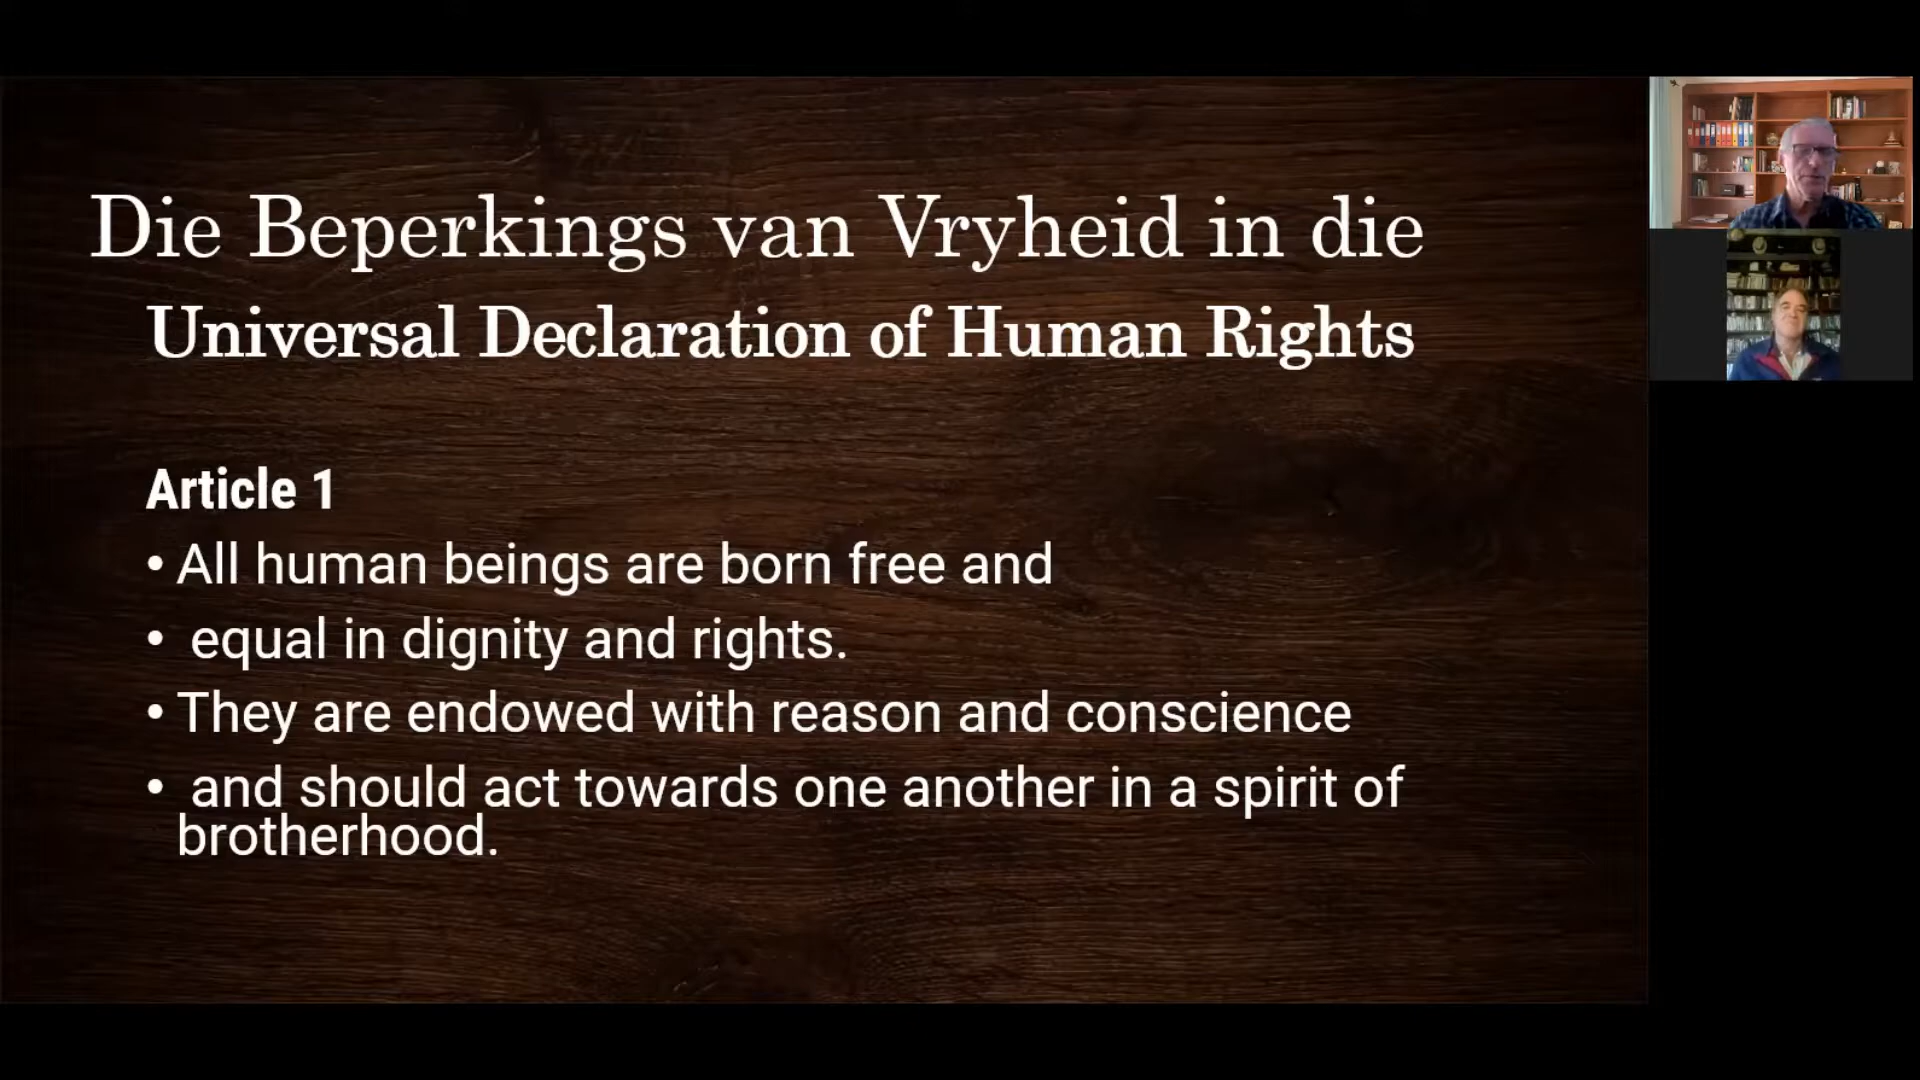 Die Beperkings van Vryheid in die
Universal Declaration of Human Rights
Article 1
• All human beings are born free and
• equal in dignity and rights.
• They are endowed with reason and conscience
• and should act towards one another in a spirit of
brotherhood.